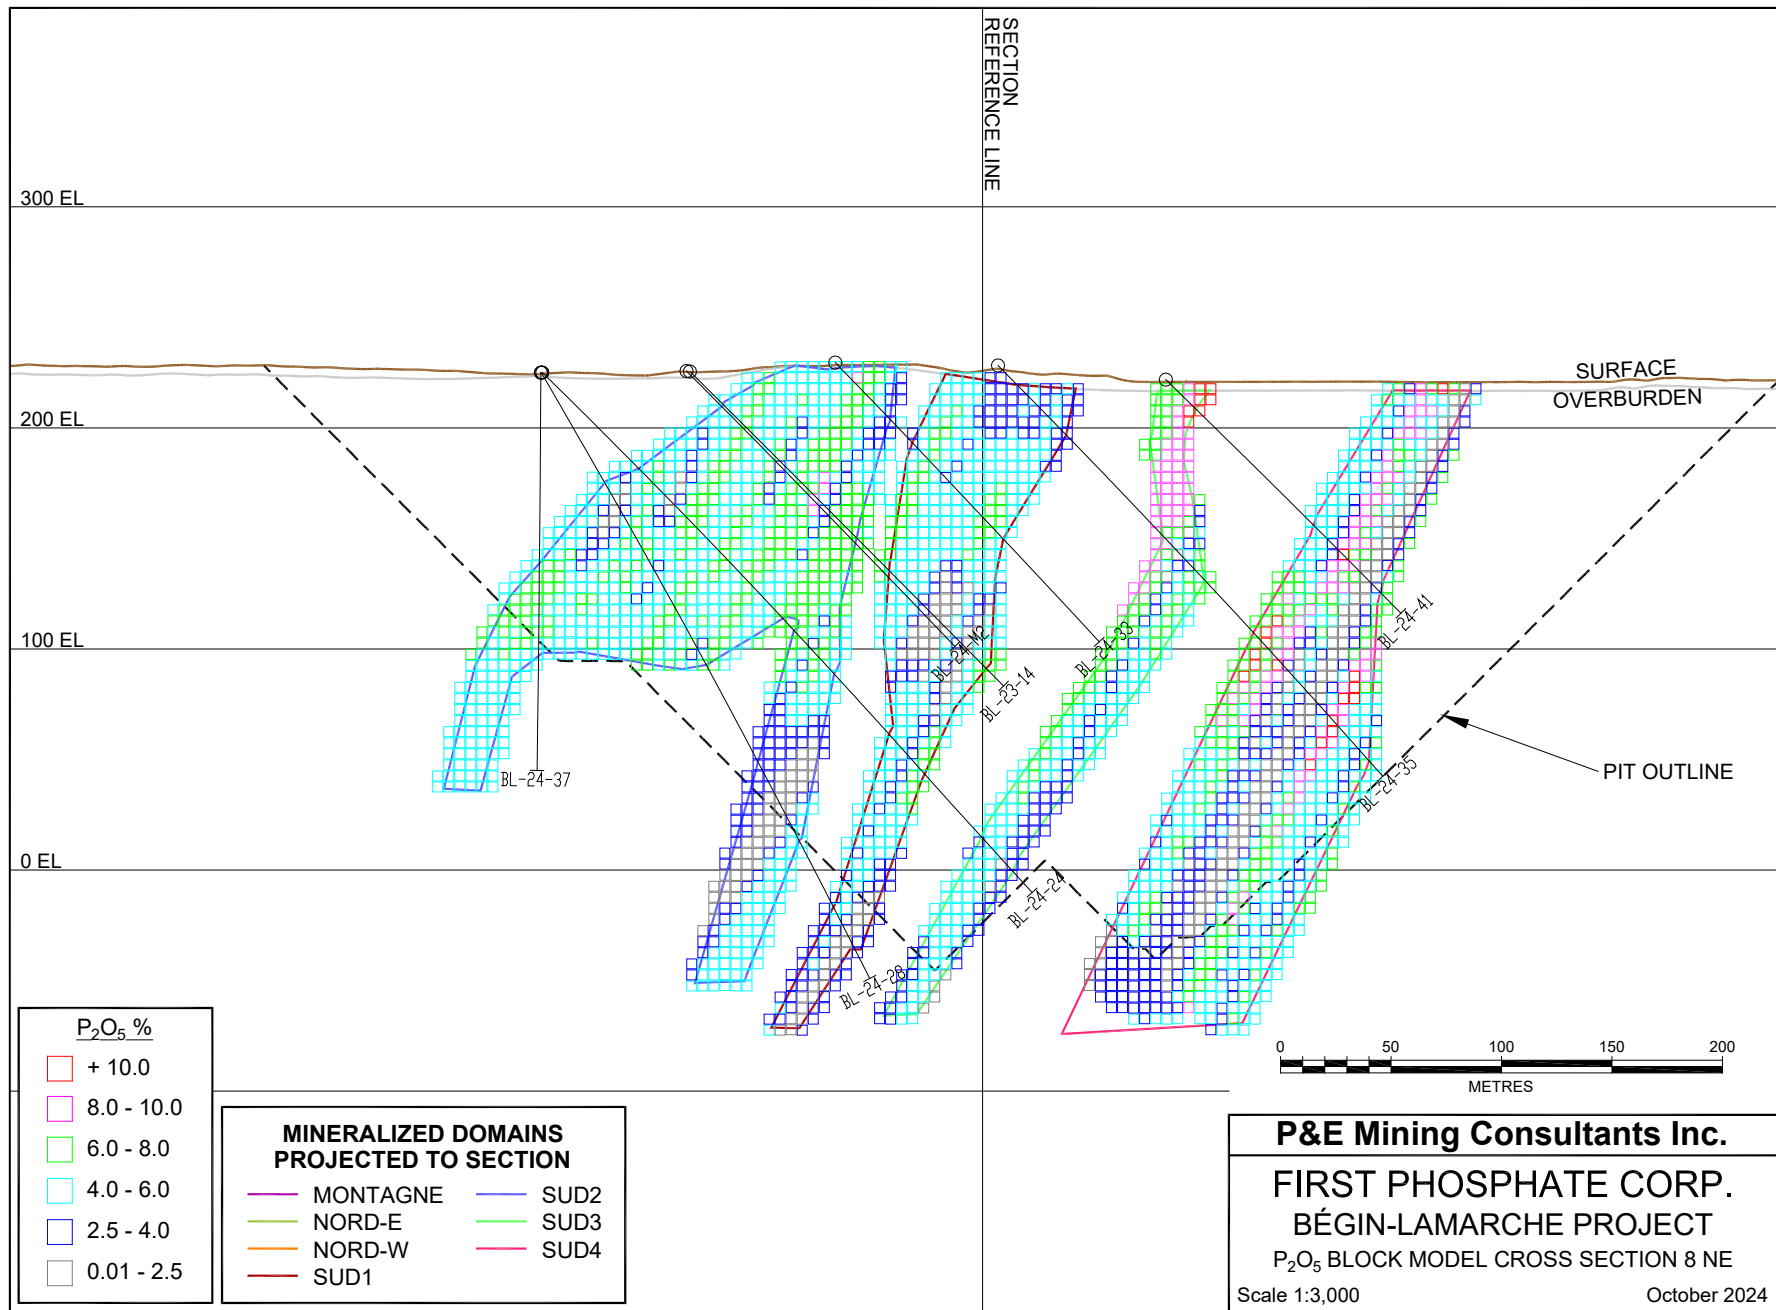 SECTION
REFERENCE LINE
300 EL
SURFACE
OVERBURDEN
200 EL
100 EL
BL-24-41
BL-24-33
BL-24-M2
BL-23-14
BL-24-37
BL-24-35
PIT OUTLINE
0 EL
BL-24-24
BL-24-28
P2O5 %
+ 10.0
8.0 - 10.0
6.0 - 8.0
4.0 - 6.0
2.5 - 4.0
0.01 - 2.5
MINERALIZED DOMAINS
PROJECTED TO SECTION
MONTAGNE
NORD-E
NORD-W
SUD1
SUD2
SUD3
SUD4
0 50 100 150 200
METRES
P&E Mining Consultants Inc.
FIRST PHOSPHATE CORP.
BÉGIN-LAMARCHE PROJECT
P2O5 BLOCK MODEL CROSS SECTION 8 NE
Scale 1:3,000 October 2024